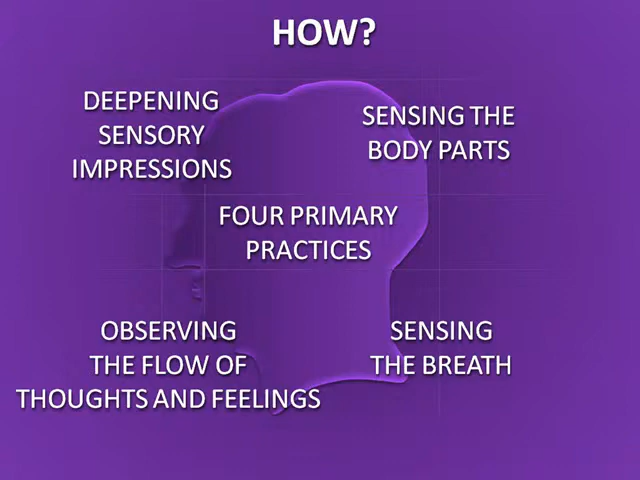 HOW?
DEEPENING
SENSORY
IMPRESSIONS
SENSING THE
BODY PARTS
FOUR PRIMARY
PRACTICES
OBSERVING
THE FLOW OF
THOUGHTS AND FEELINGS
SENSING
THE BREATH